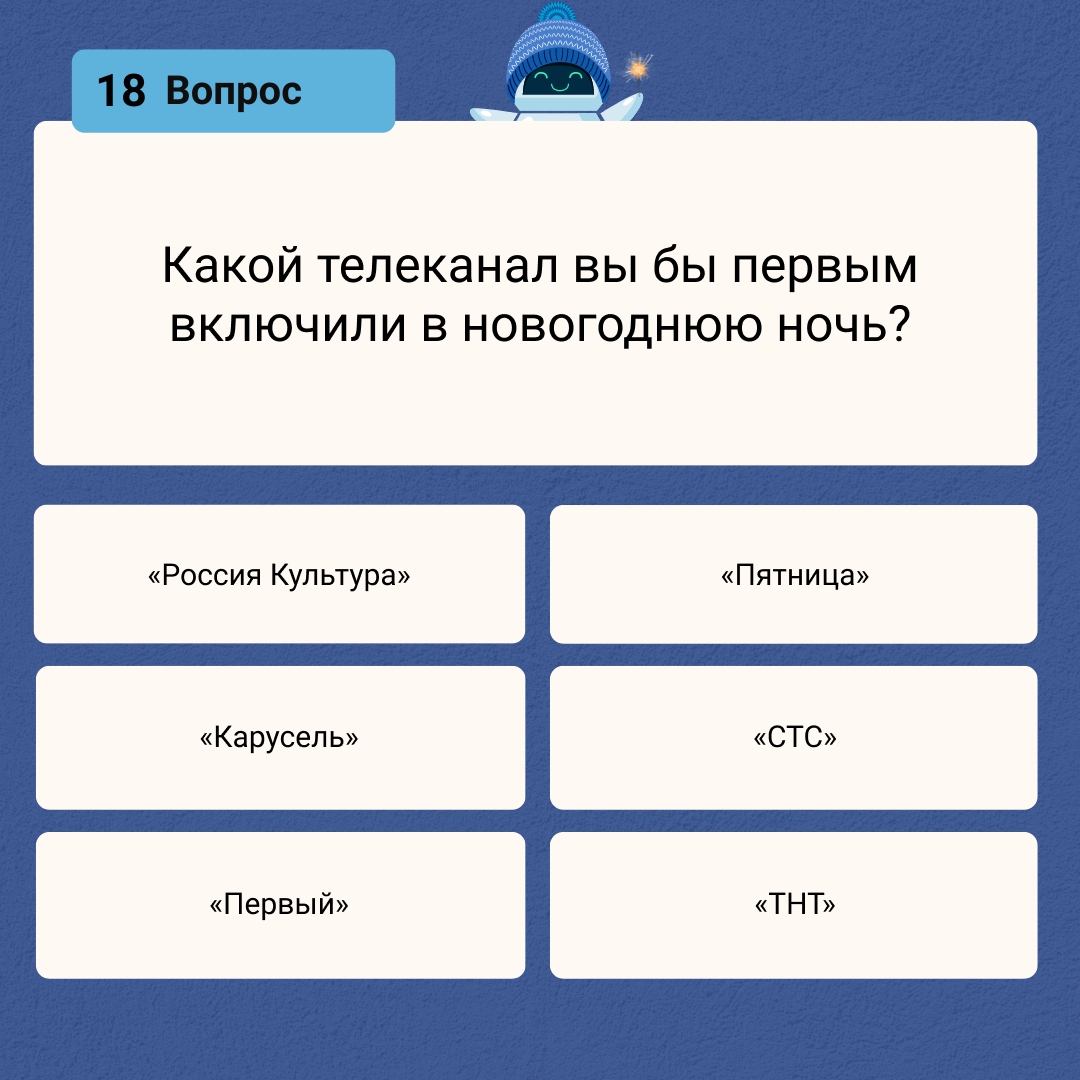 18 Вопрос
Какой телеканал вы бы первым
включили в новогоднюю ночь?
«Россия Культура»
«Пятница»
«Карусель»
«СТС»
«Первый»
«ТНТ»